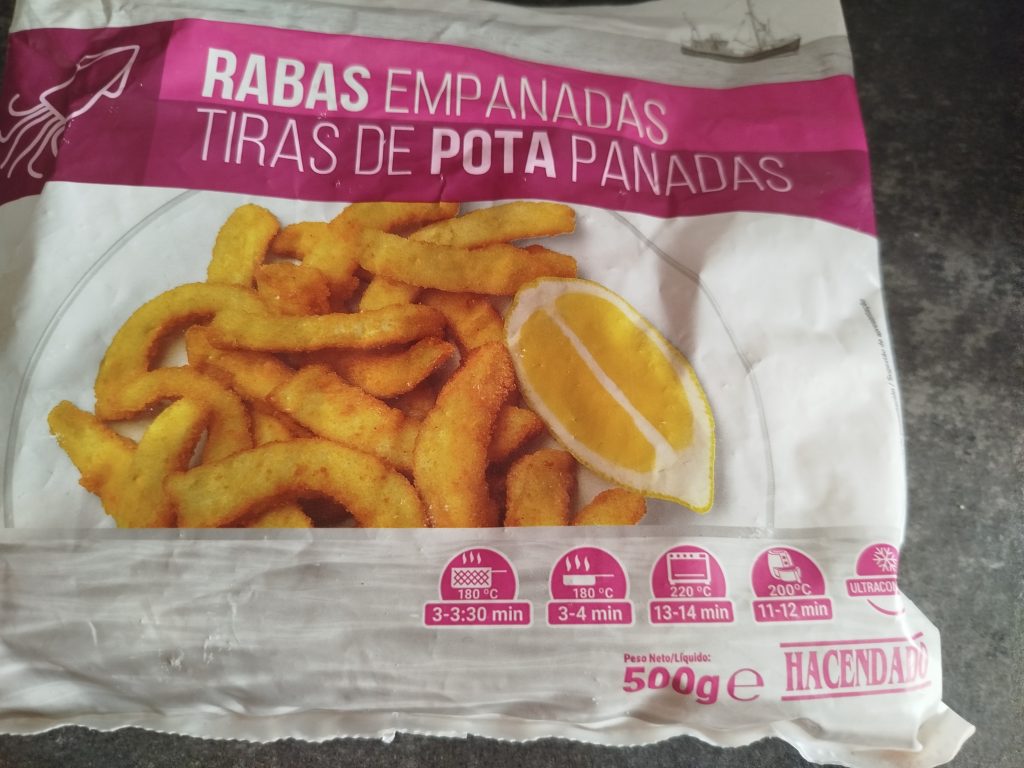 RABAS EMPANADAS
TIRAS DE POTA PANADAS
180 °C
3-3:30 min
180 °C
3-4 min
220 °C
13-14 min
200°C
11-12 min
Peso Neto/Líquido:
500g e
HACENDADO